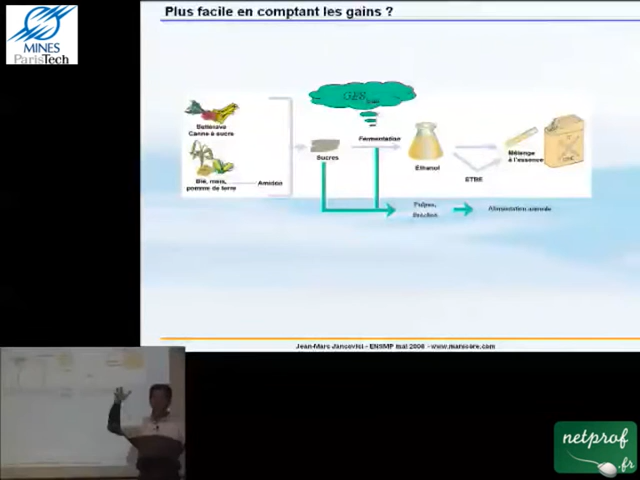 Plus facile en comptant les gains ?
MINES
ParisTech
GES
Betterave
Canne à sucre
Fermentation
Sucres
Mélange
à l'essence
Ethanol
Blé, maïs,
pomme de terre
Amidon
ETBE
Pulpes,
Alimentation animale
Jean-Marc Jancovici - ENSMP mai 2008 - www.manicore.com
netprof
.fr